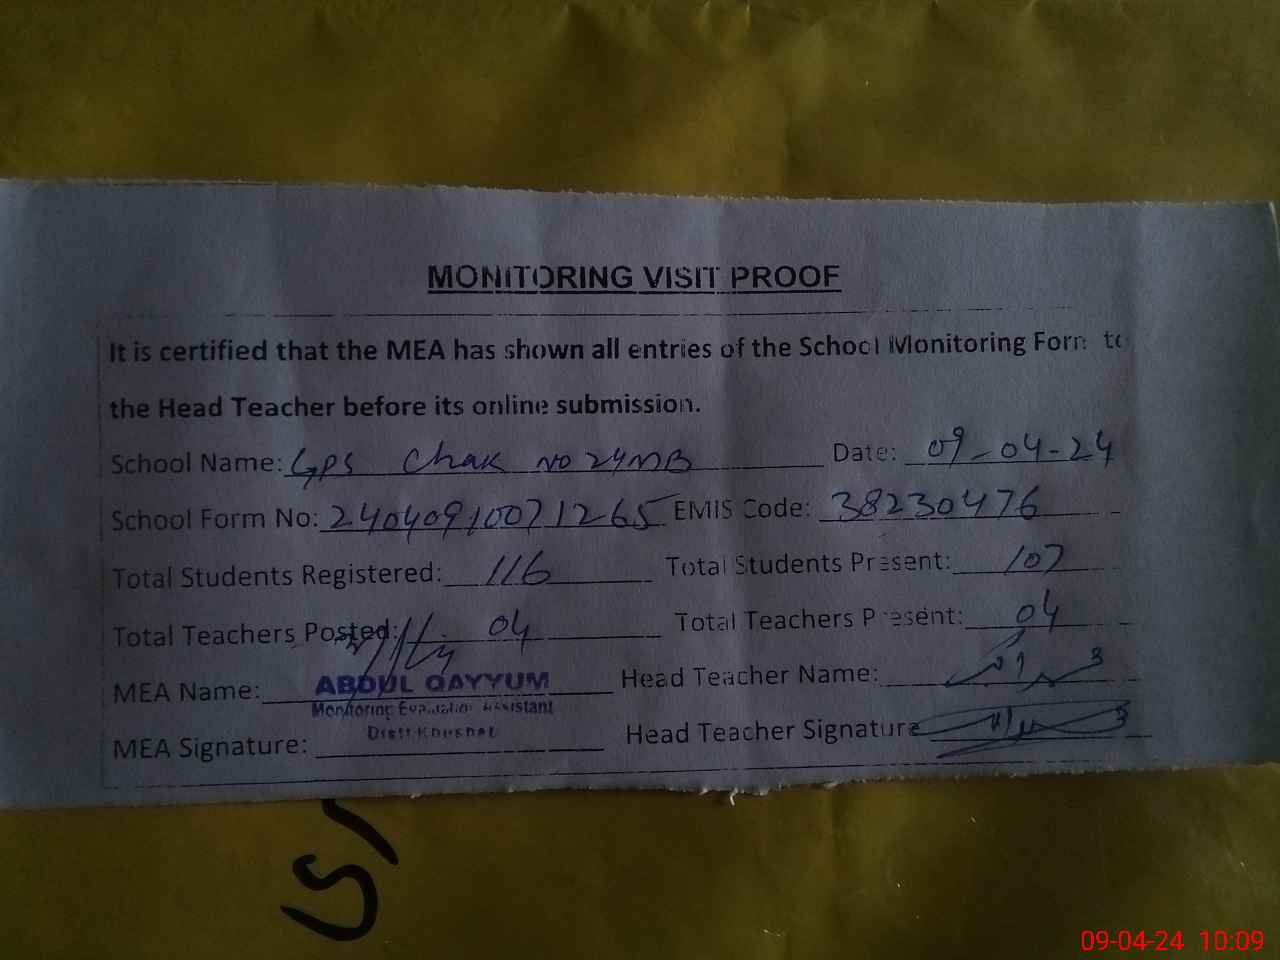 MONITORING VISIT PROOF
It is certified that the MEA has shown all entries of the School Monitoring Form to
the Head Teacher before its online submission.
School Name: GPS Chak No 24MB Date: 09-04-24
School Form No: 2404091007 1265 EMIS Code: 38230476
Total Students Registered: 116 Total Students Present: 107
Total Teachers Posted: 04 Total Teachers Present: 04
MEA Name: ABDUL QAYYUM Head Teacher Name:
Monitoring Evaluation Assistant
Distt: Khushab
MEA Signature: Head Teacher Signature
09-04-24 10:09